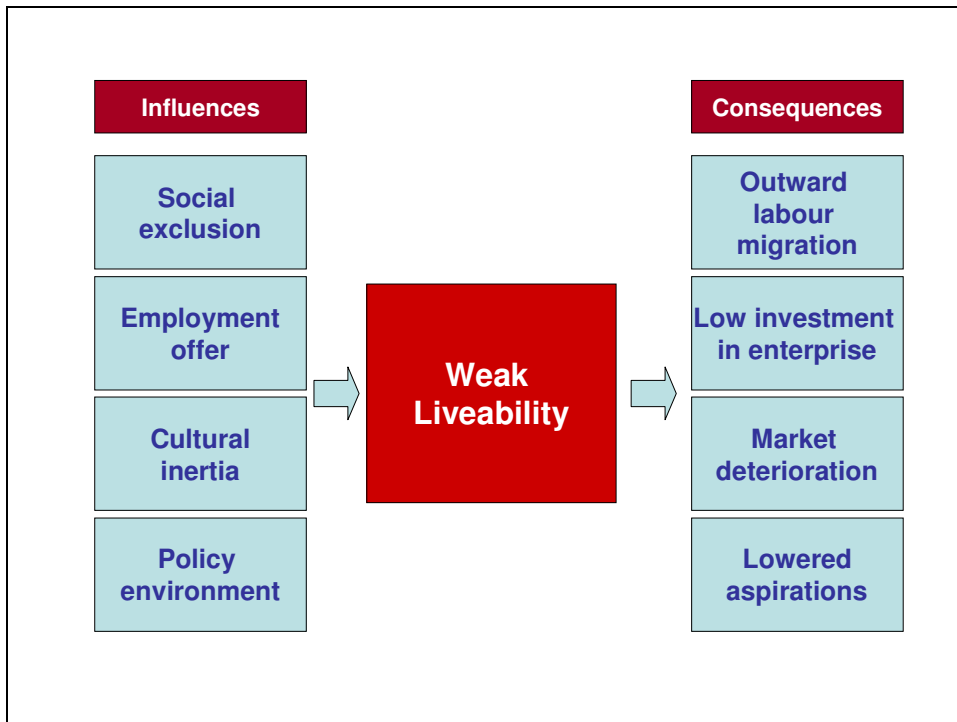 Influences
Social
exclusion
Employment
offer
Cultural
inertia
Policy
environment
Weak
Liveability
Consequences
Outward
labour
migration
Low investment
in enterprise
Market
deterioration
Lowered
aspirations